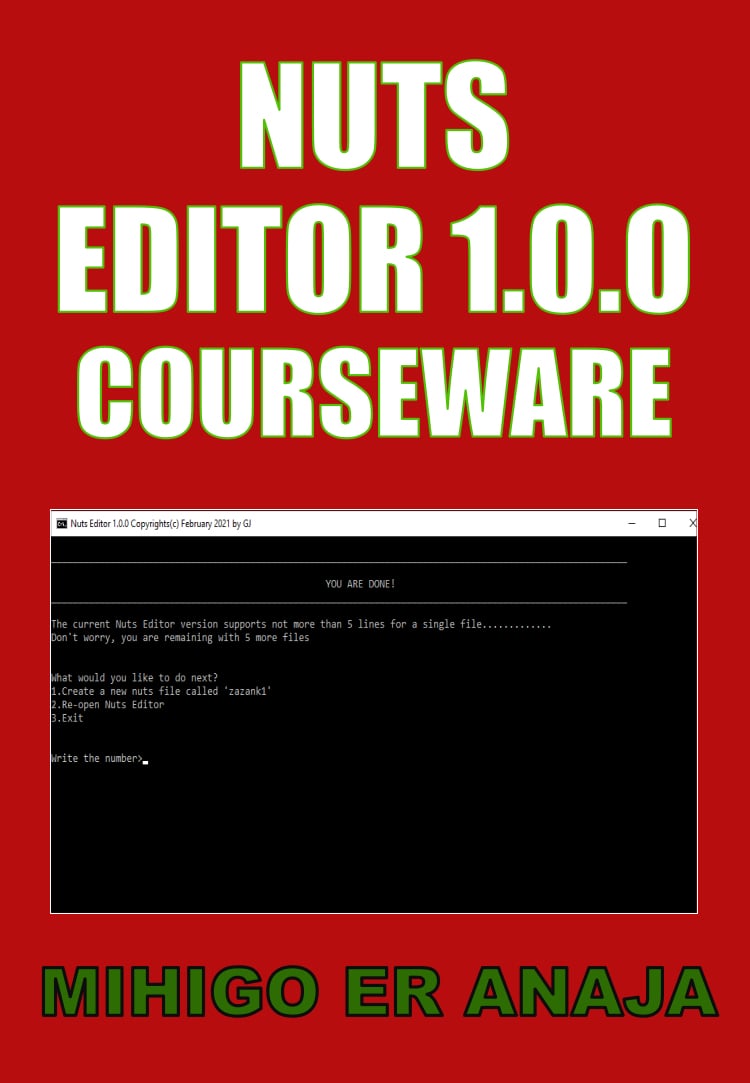 NUTS
EDITOR 1.0.0
COURSEWARE
Nuts Editor 1.0.0 Copyrights(c) February 2021 by GJ
YOU ARE DONE!
The current Nuts Editor version supports not more than 5 lines for a single file.............
Don't worry, you are remaining with 5 more files
What would you like to do next?
1.Create a new nuts file called 'zazank1'
2.Re-open Nuts Editor
3.Exit
Write the number>
MIHIGO ER ANAJA